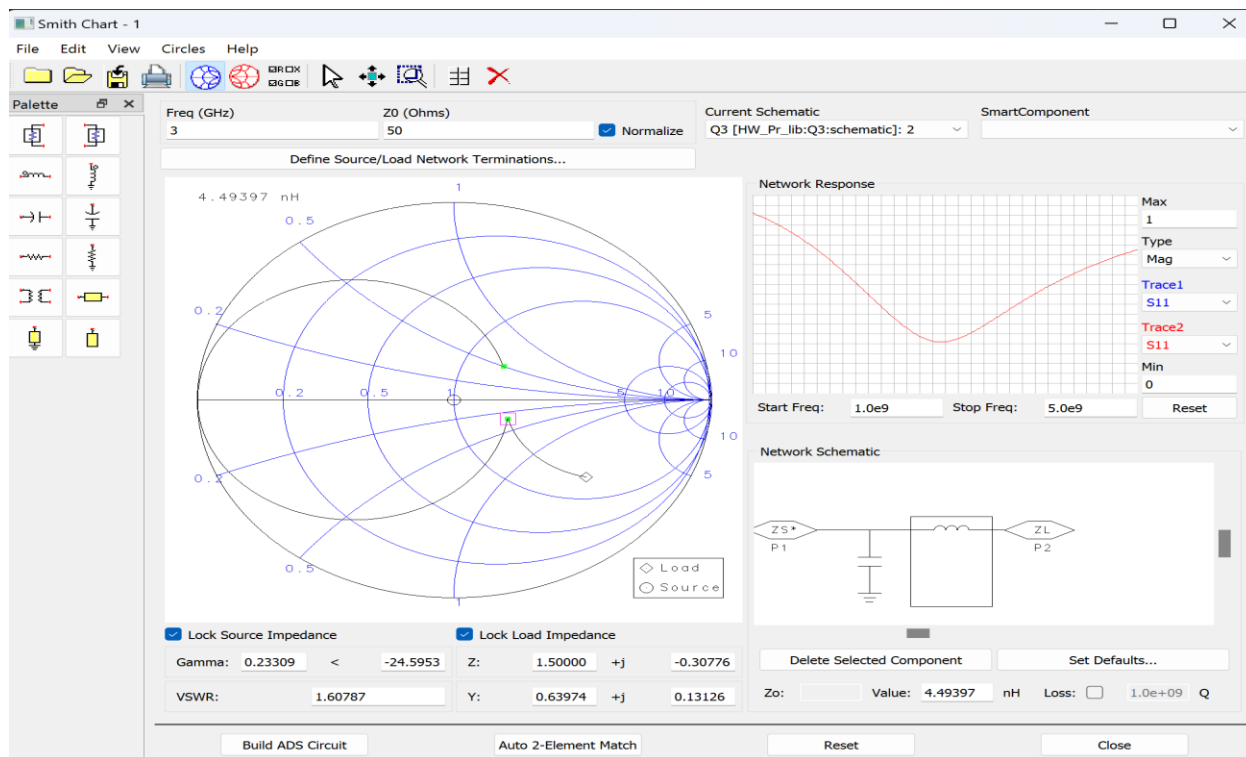 Smith Chart - 1
File Edit View Circles Help
Palette
Freq (GHz) Z0 (Ohms)
3 50 Normalize
Current Schematic SmartComponent
Q3 [HW_Pr_lib:Q3:schematic]: 2
Define Source/Load Network Terminations...
4.49397 nH
1
0.5
0.2
5
10
0.2 0.5 1 5 10
10
5
0.2
0.5
1
Load
Source
Network Response
Max
1
Type
Mag
Trace1
S11
Trace2
S11
Min
0
Start Freq: 1.0e9 Stop Freq: 5.0e9 Reset
Network Schematic
ZS*
P1
ZL
P2
Lock Source Impedance Lock Load Impedance
Gamma: 0.23309 < -24.5953 Z: 1.50000 +j -0.30776
VSWR: 1.60787 Y: 0.63974 +j 0.13126
Delete Selected Component Set Defaults...
Zo: Value: 4.49397 nH Loss: 1.0e+09 Q
Build ADS Circuit Auto 2-Element Match Reset Close